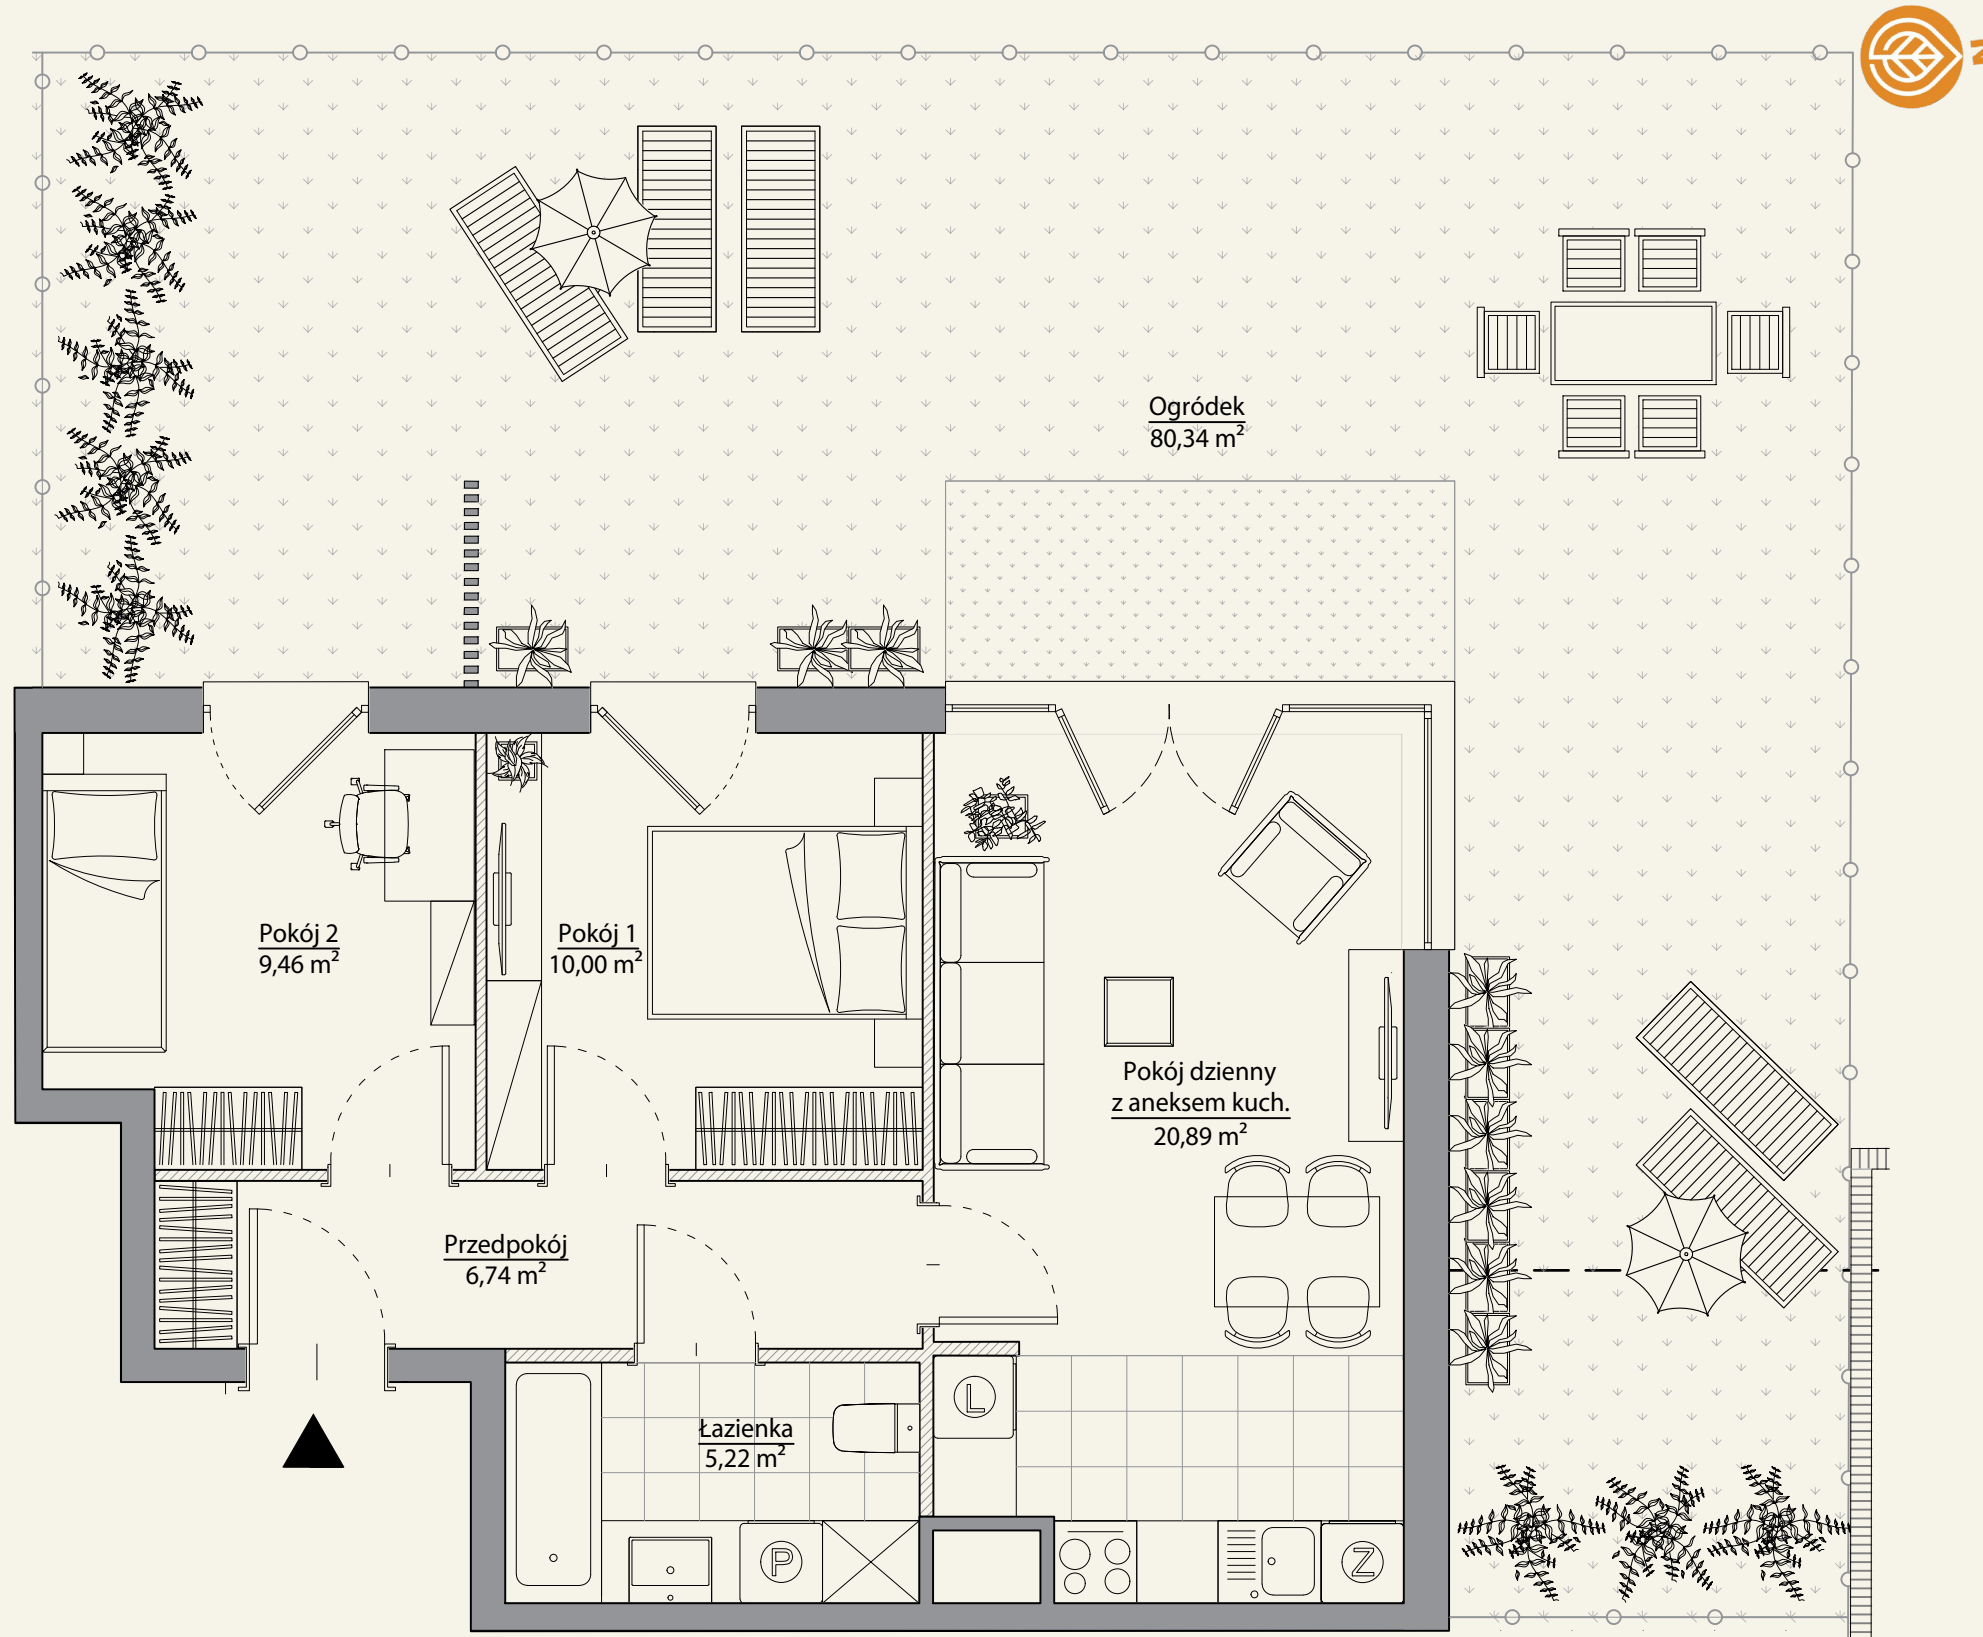 Ogródek
80,34 m²
Pokój 2
9,46 m²
Pokój 1
10,00 m²
Pokój dzienny
z aneksem kuch.
20,89 m²
Przedpokój
6,74 m²
Łazienka
5,22 m²
L
P
Z